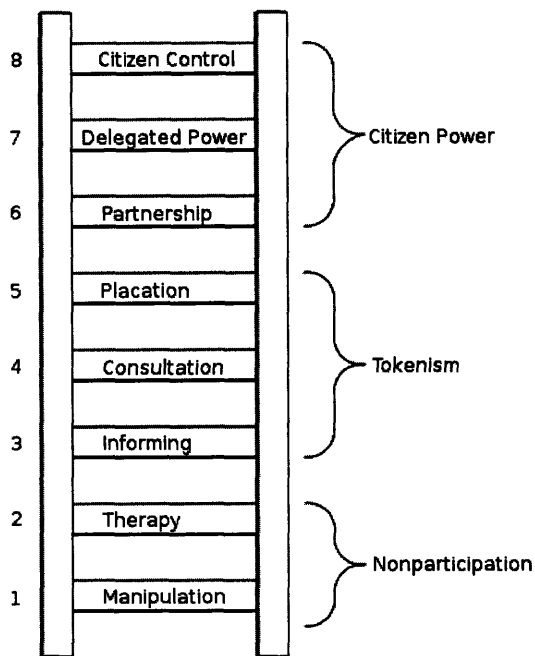 8 Citizen Control
7 Delegated Power
Citizen Power
6 Partnership
5 Placation
4 Consultation
Tokenism
3 Informing
2 Therapy
Nonparticipation
1 Manipulation